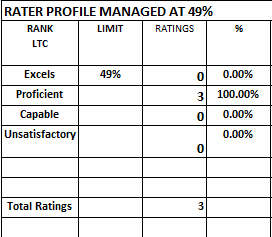 RATER PROFILE MANAGED AT 49%
RANK LIMIT RATINGS %
LTC
Excels 49% 0 0.00%
Proficient 3 100.00%
Capable 0 0.00%
Unsatisfactory 0 0.00%
Total Ratings 3